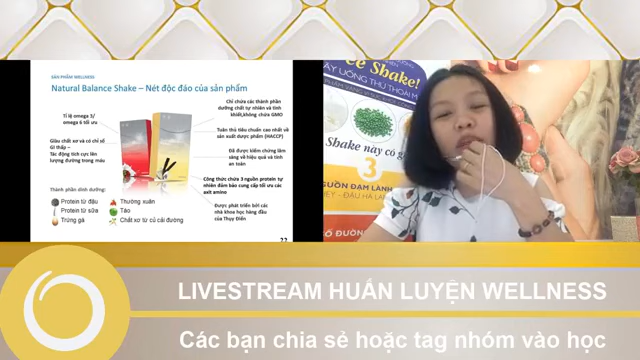 SẢN PHẨM WELLNESS
Natural Balance Shake – Nét độc đáo của sản phẩm
Tỉ lệ omega 3/
omega 6 tối ưu
Giàu chất xơ và có chỉ số
GI thấp –
Tác động tích cực lên
lượng đường trong máu
Chỉ chứa các thành phần
dưỡng chất tự nhiên và tinh
khiết,không chứa GMO
Tuân thủ tiêu chuẩn cao nhất về
sản xuất dược phẩm (HACCP)
Đã được kiểm chứng lâm
sàng về hiệu quả và tính
an toàn
Công thức chứa 3 nguồn protein tự
nhiên đảm bảo cung cấp tối ưu các
axit amino
Được phát triển bởi các
nhà khoa học hàng đầu
của Thụy Điển
Thành phần dinh dưỡng:
Protein từ đậu
Protein từ sữa
Trứng gà
Thường xuân
Táo
Chất xơ từ củ cải đường
22
Shake!
ẤY UỐNG THỬ THOẢI M
Shake này có g
3
NGUỒN ĐẠM LÀNH
LIVESTREAM HUẤN LUYỆN WELLNESS
Các bạn chia sẻ hoặc tag nhóm vào học